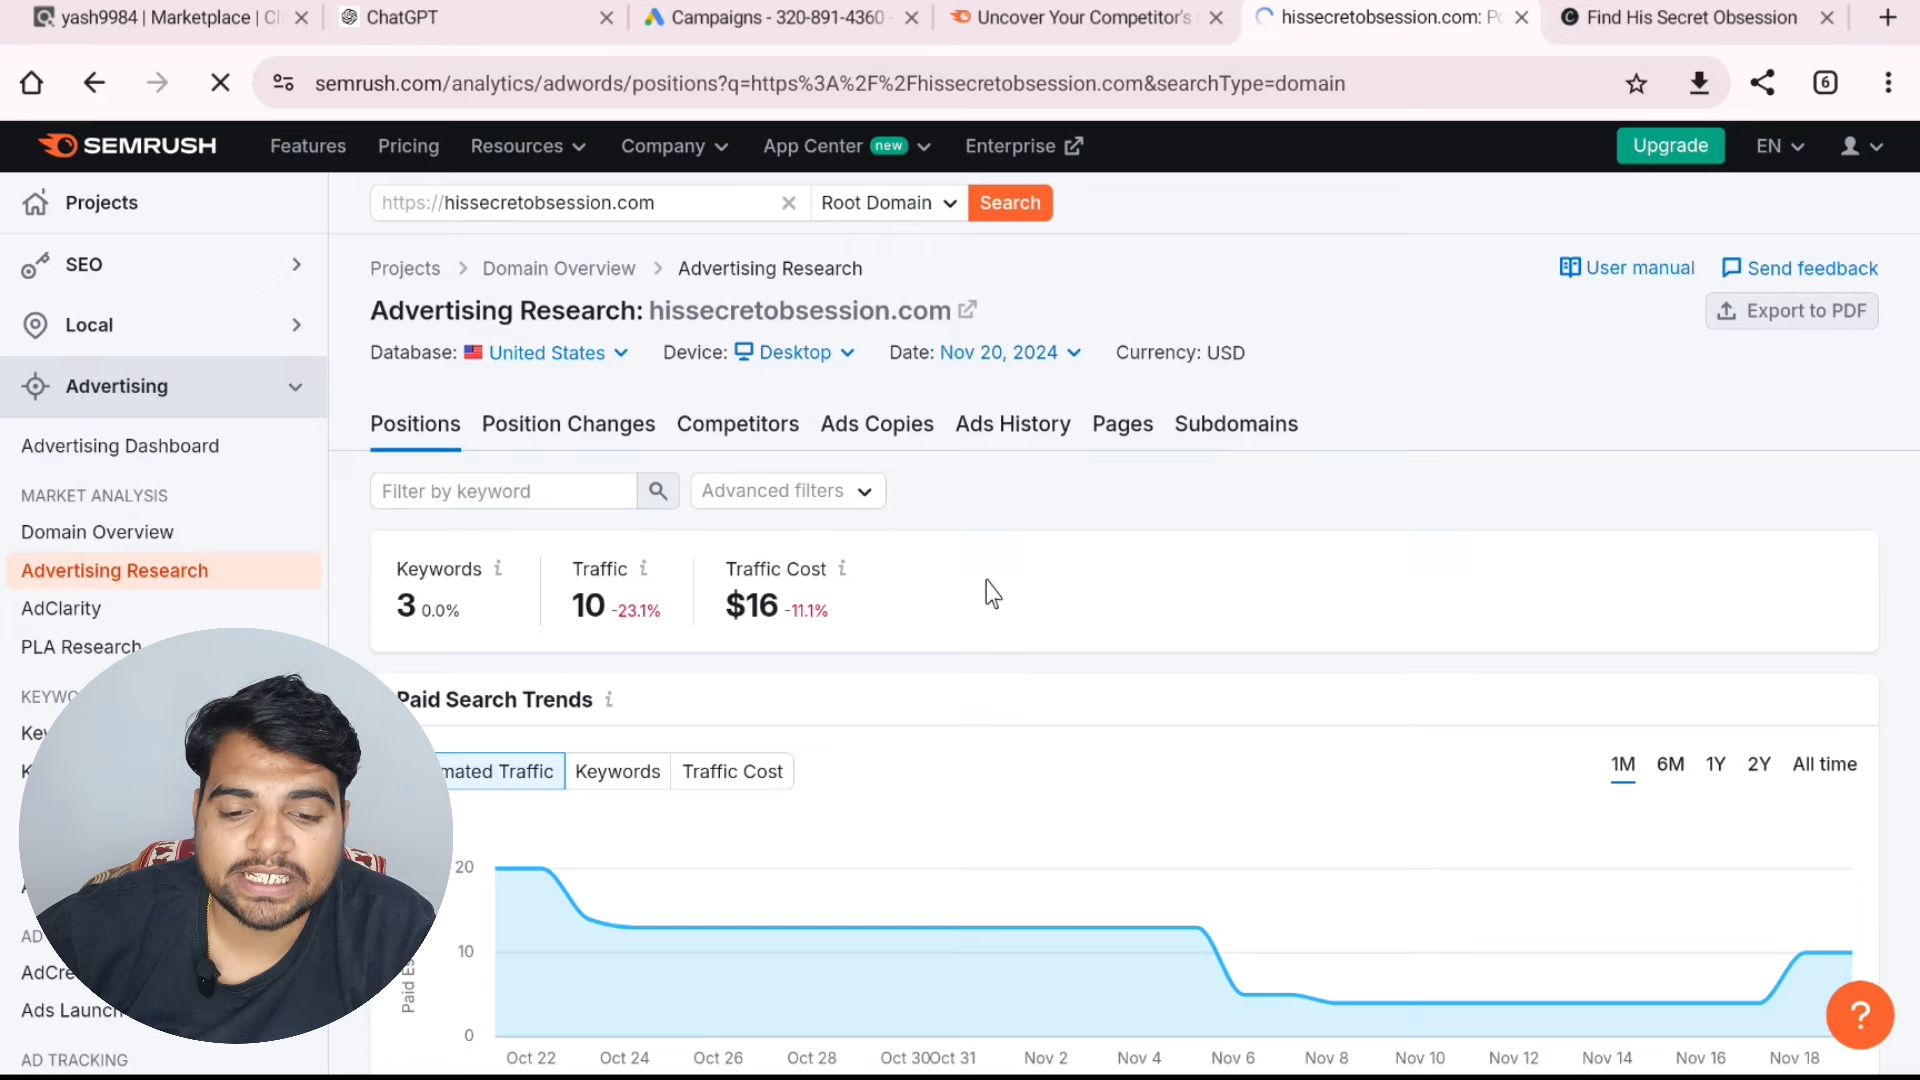 yash9984 | Marketplace | Cl
ChatGPT
Campaigns - 320-891-4360 -
Uncover Your Competitor's
hissecretobsession.com: Po
Find His Secret Obsession
semrush.com/analytics/adwords/positions?q=https%3A%2F%2Fhissecretobsession.com&searchType=domain
6
SEMRUSH
Features
Pricing
Resources
Company
App Center new
Enterprise
Upgrade
EN
Projects
https://hissecretobsession.com
Root Domain
Search
SEO
Projects > Domain Overview > Advertising Research
User manual
Send feedback
Local
Advertising Research: hissecretobsession.com
Export to PDF
Database: United States
Device: Desktop
Date: Nov 20, 2024
Currency: USD
Advertising
Positions
Position Changes
Competitors
Ads Copies
Ads History
Pages
Subdomains
Advertising Dashboard
MARKET ANALYSIS
Filter by keyword
Advanced filters
Domain Overview
Advertising Research
Keywords
Traffic
Traffic Cost
3 0.0%
10 -23.1%
$16 -11.1%
AdClarity
PLA Research
KEYWO
Paid Search Trends
Key
K
mated Traffic
Keywords
Traffic Cost
1M
6M
1Y
2Y
All time
20
10
0
Paid Es
AD
AdCre
Ads Launch
AD TRACKING
Oct 22
Oct 24
Oct 26
Oct 28
Oct 30
Oct 31
Nov 2
Nov 4
Nov 6
Nov 8
Nov 10
Nov 12
Nov 14
Nov 16
Nov 18
?